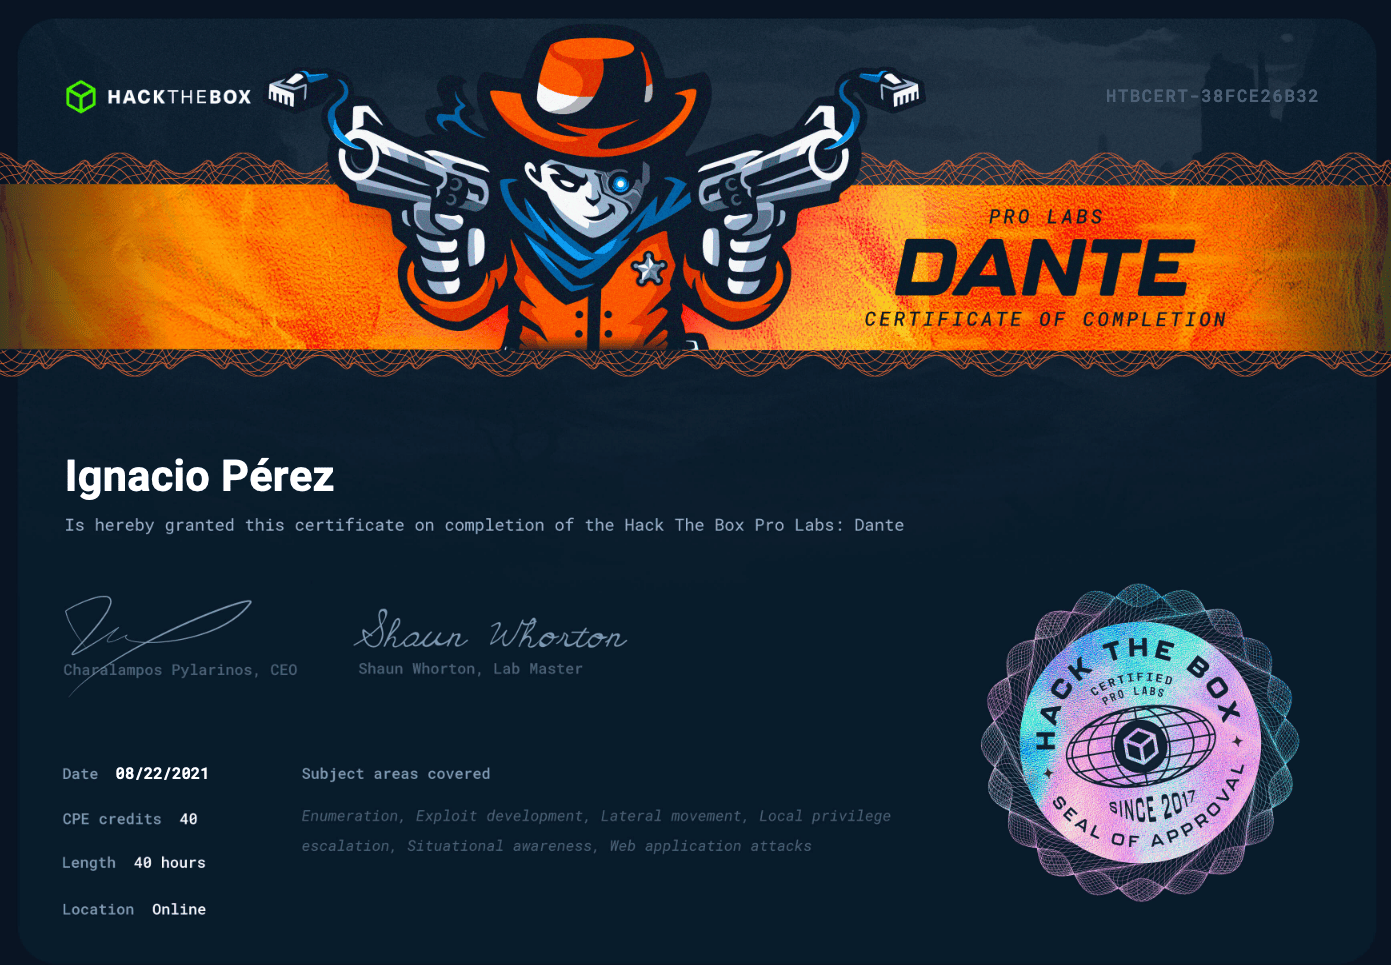 HACKTHEBOX
HTBCERT-38FCE26B32
PRO LABS
DANTE
CERTIFICATE OF COMPLETION
Ignacio Pérez
Is hereby granted this certificate on completion of the Hack The Box Pro Labs: Dante
Shaun Whorton
Charalampos Pylarinos, CEO
Shaun Whorton, Lab Master
Date 08/22/2021
CPE credits 40
Length 40 hours
Location Online
Subject areas covered
Enumeration, Exploit development, Lateral movement, Local privilege
escalation, Situational awareness, Web application attacks
HACK THE BOX
CERTIFIED
PRO LABS
SINCE 2017
SEAL OF APPROVAL